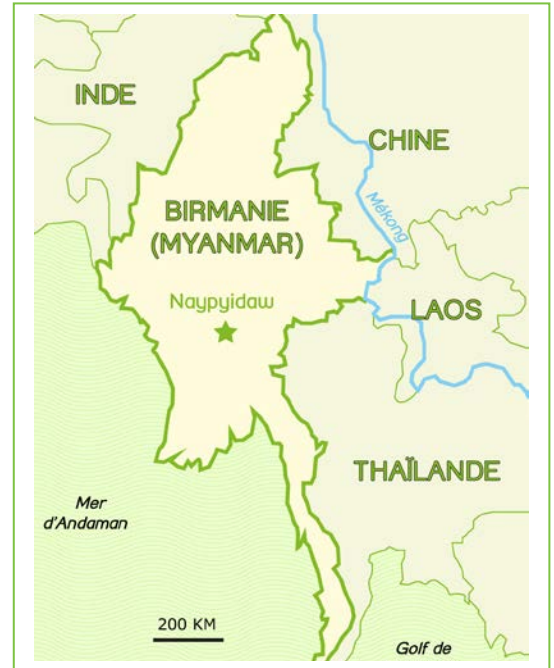 INDE
CHINE
Mékong
BIRMANIE
(MYANMAR)
Naypyidaw
LAOS
THAÏLANDE
Mer
d'Andaman
200 KM
Golf de